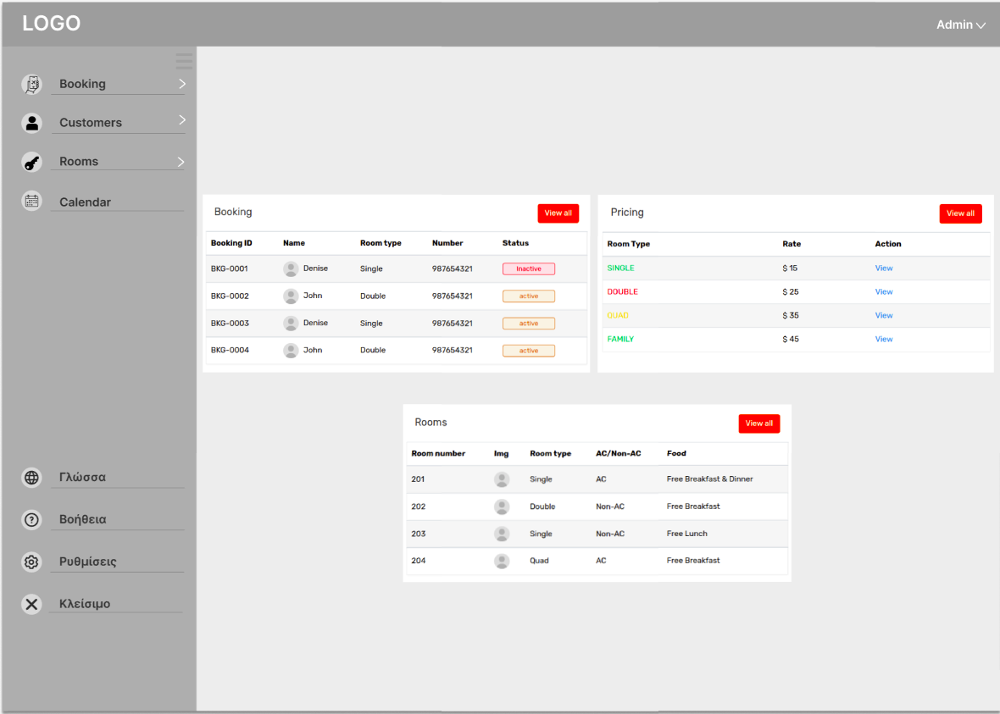 LOGO
Admin
Booking
Customers
Rooms
Calendar
Γλώσσα
Βοήθεια
Ρυθμίσεις
Κλείσιμο
Booking View all
Booking ID Name Room type Number Status
BKG-0001 Denise Single 987654321 Inactive
BKG-0002 John Double 987654321 active
BKG-0003 Denise Single 987654321 active
BKG-0004 John Double 987654321 active
Pricing View all
Room Type Rate Action
SINGLE $ 15 View
DOUBLE $ 25 View
QUAD $ 35 View
FAMILY $ 45 View
Rooms View all
Room number Img Room type AC/Non-AC Food
201 Single AC Free Breakfast & Dinner
202 Double Non-AC Free Breakfast
203 Single Non-AC Free Lunch
204 Quad AC Free Breakfast